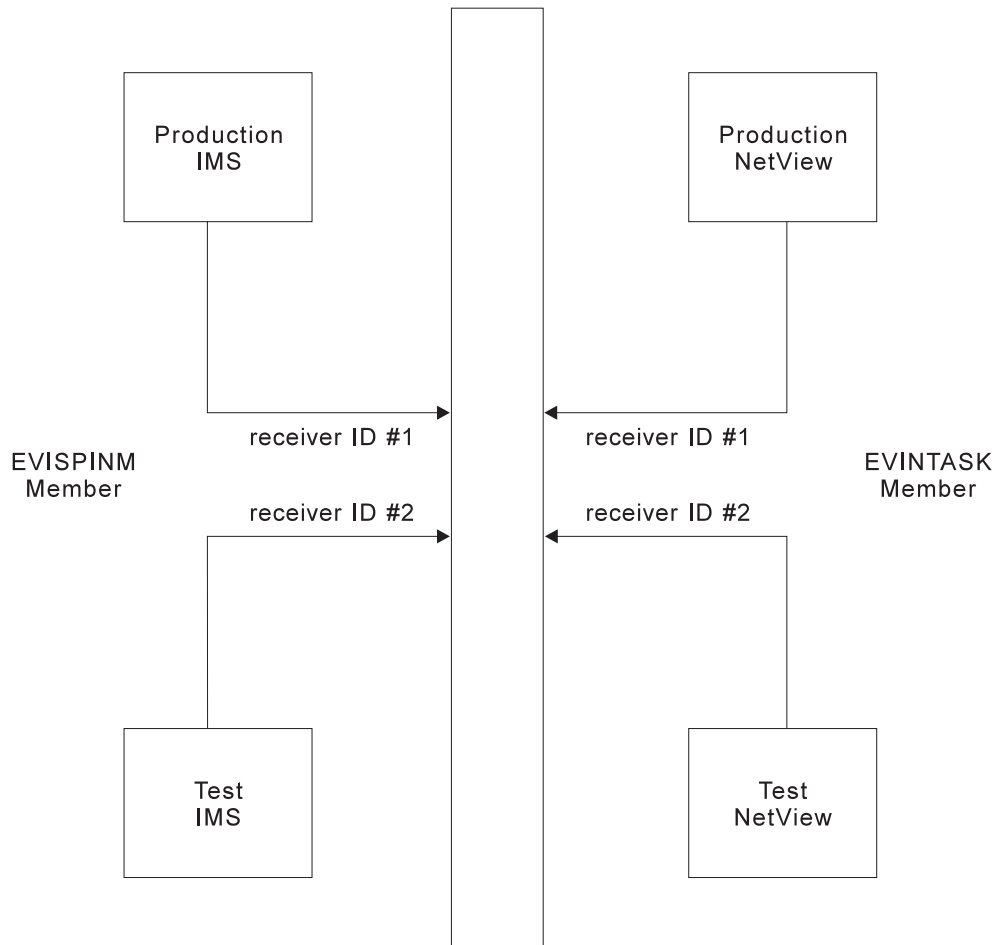 Production
IMS
Production
NetView
receiver ID #1
receiver ID #1
EVISPINM
Member
EVINTASK
Member
receiver ID #2
receiver ID #2
Test
IMS
Test
NetView